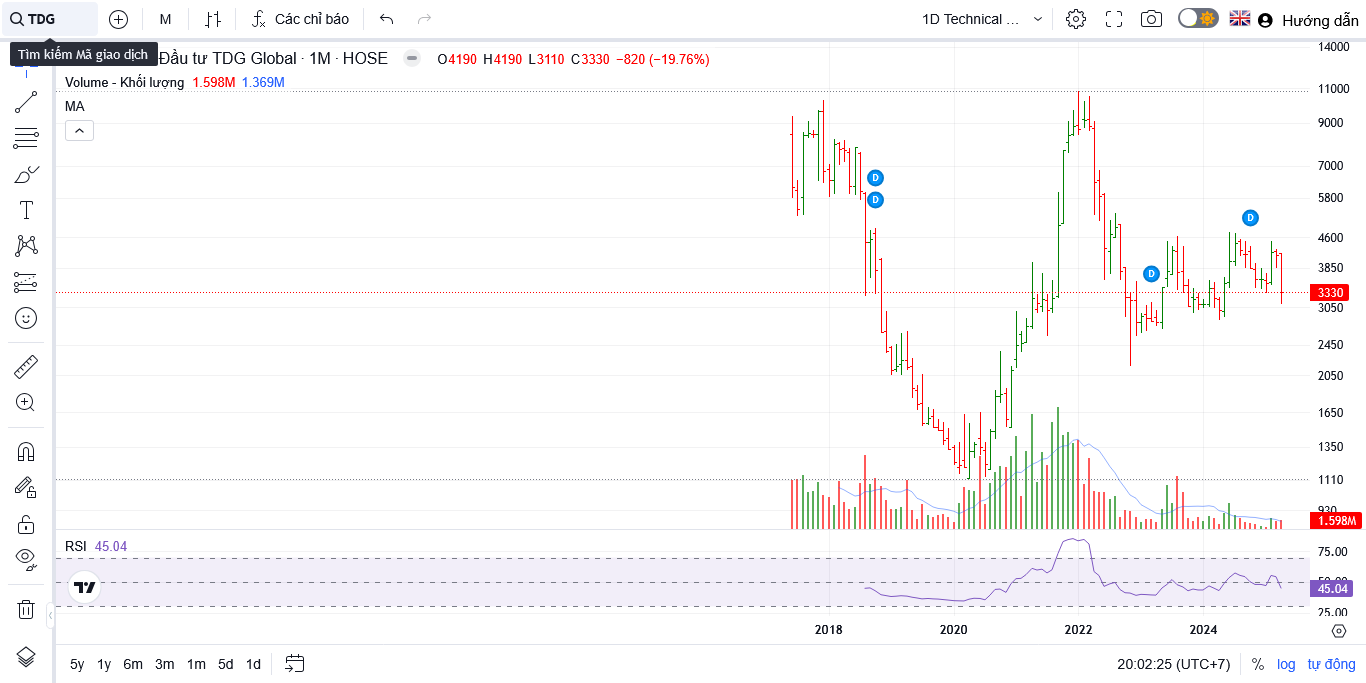 TDG M Các chỉ báo 1D Technical ... Hướng dẫn
Tìm kiếm Mã giao dịch
Đầu tư TDG Global · 1M · HOSE O4190 H4190 L3110 C3330 −820 (−19.76%)
Volume - Khối lượng 1.598M 1.369M
MA
D
D
D
D
14000
11000
9000
7000
5800
4600
3850
3330
3050
2450
2050
1650
1350
1110
930
1.598M
RSI 45.04
75.00
50.00
45.04
25.00
2018 2020 2022 2024
5y 1y 6m 3m 1m 5d 1d 20:02:25 (UTC+7) % log tự động